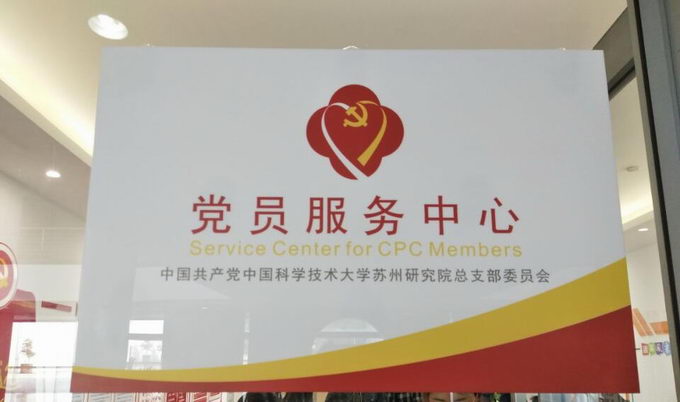 党员服务中心
Service Center for CPC Members
中国共产党中国科学技术大学苏州研究院总支部委员会